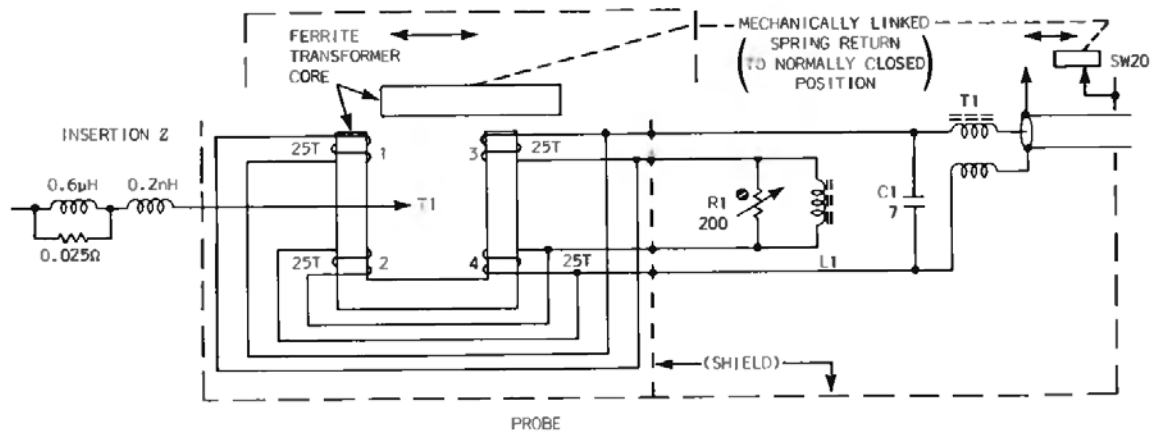 FERRITE
TRANSFORMER
CORE
MECHANICALLY LINKED
SPRING RETURN
(TO NORMALLY CLOSED)
POSITION
SW20
T1
INSERTION Z
25T
1
3
25T
0.6µH
0.2nH
T1
R1
200
C1
7
0.025Ω
25T
2
4
25T
L1
(SHIELD)
PROBE